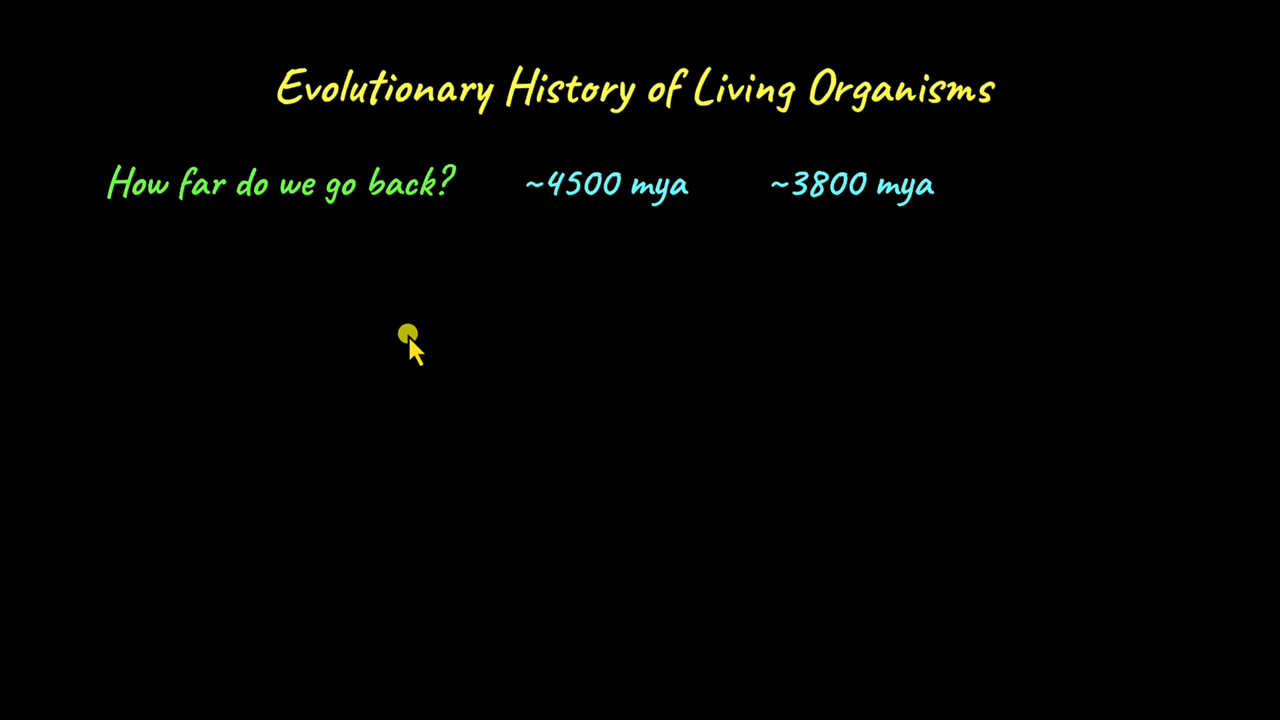 Evolutionary History of Living Organisms
How far do we go back? ~4500 mya ~3800 mya